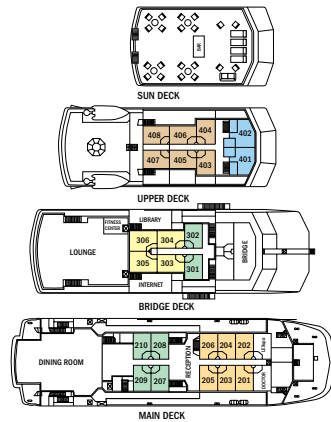 BAR
SUN DECK
408 406 404 402
407 405 403 401
UPPER DECK
FITNESS
CENTER
LIBRARY
LOUNGE
306 304 302
305 303 301
BRIDGE
INTERNET
BRIDGE DECK
DINING ROOM
210 208
209 207
RECEPTION
206 204 202
205 203 201
DOCTOR
MAIN DECK